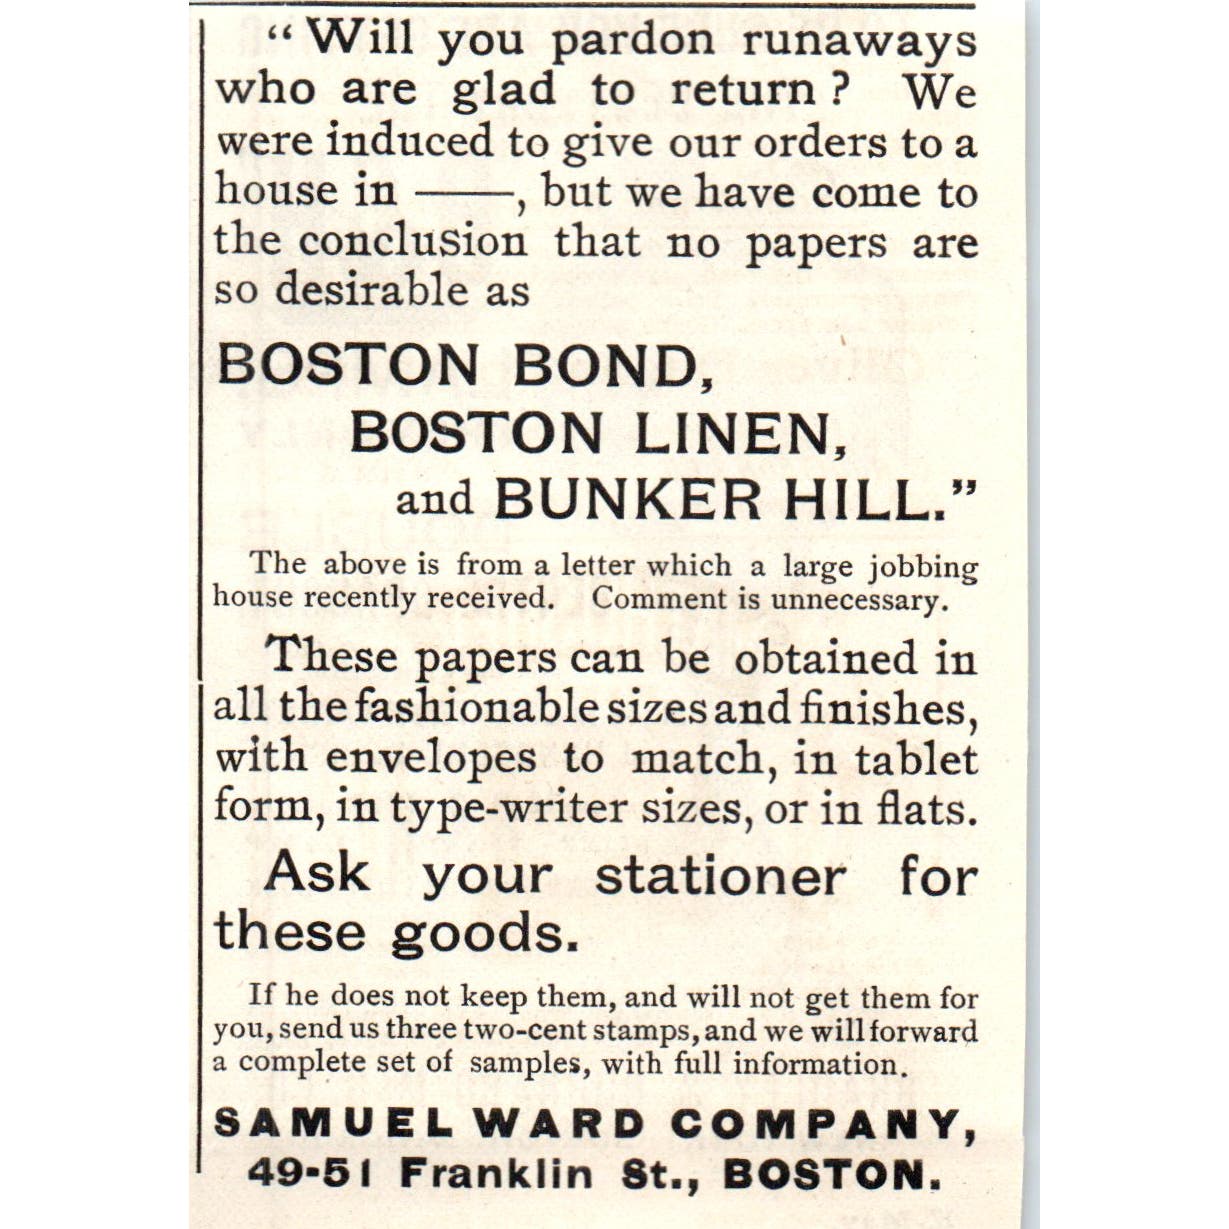 “ Will you pardon runaways
who are glad to return ? We
were induced to give our orders to a
house in ——, but we have come to
the conclusion that no papers are
so desirable as
BOSTON BOND,
BOSTON LINEN,
and BUNKER HILL.”
The above is from a letter which a large jobbing
house recently received. Comment is unnecessary.
These papers can be obtained in
all the fashionable sizes and finishes,
with envelopes to match, in tablet
form, in type-writer sizes, or in flats.
Ask your stationer for
these goods.
If he does not keep them, and will not get them for
you, send us three two-cent stamps, and we will forward
a complete set of samples, with full information.
SAMUEL WARD COMPANY,
49-51 Franklin St., BOSTON.